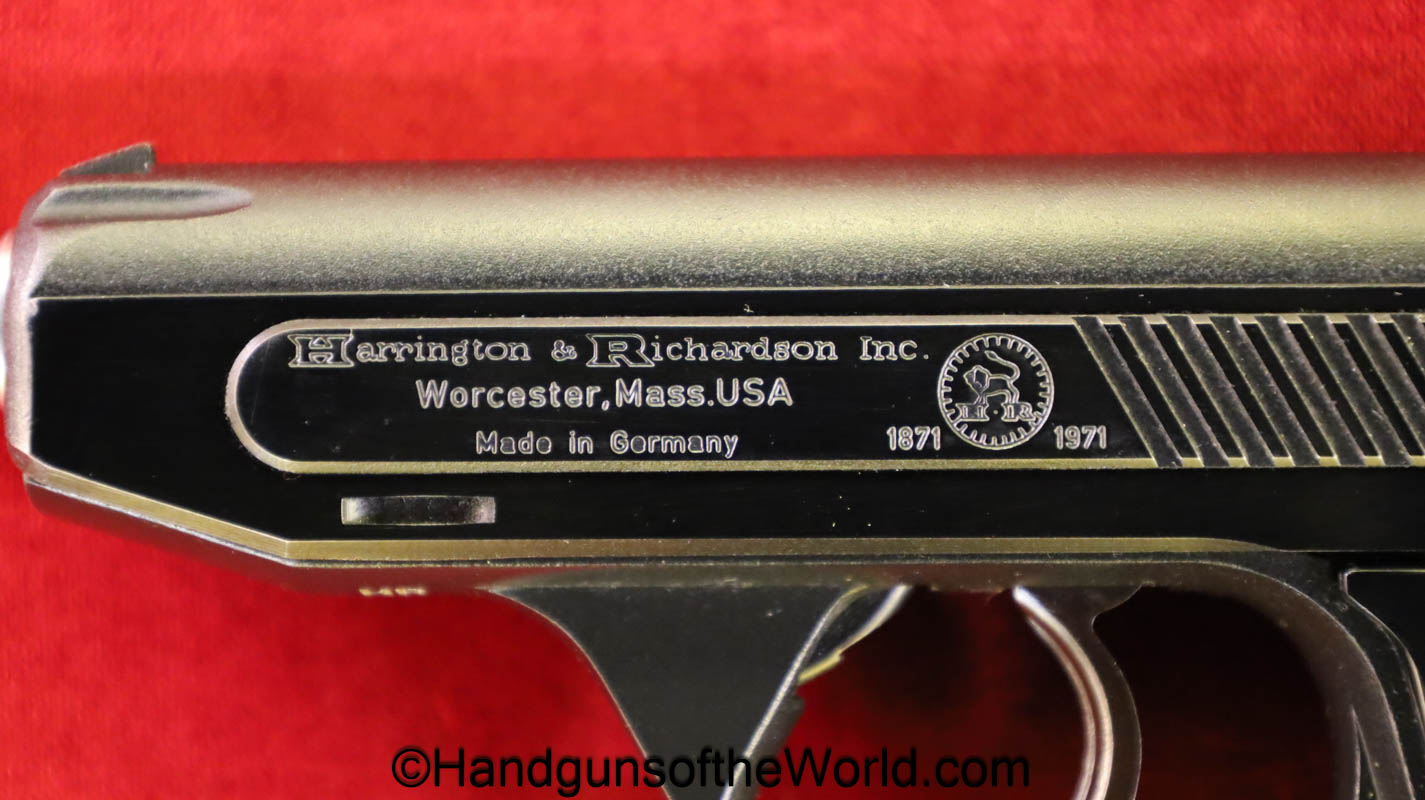 Harrington & Richardson Inc.
Worcester, Mass. USA
Made in Germany
H·R.
1871 1971
©HandgunsoftheWorld.com